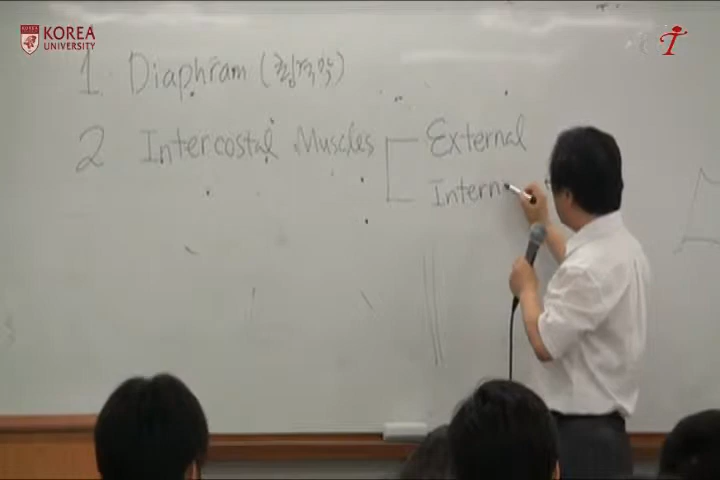 KOREA
UNIVERSITY
1 Diaphram (횡격막)
2 Intercostal Muscles
External
Intern